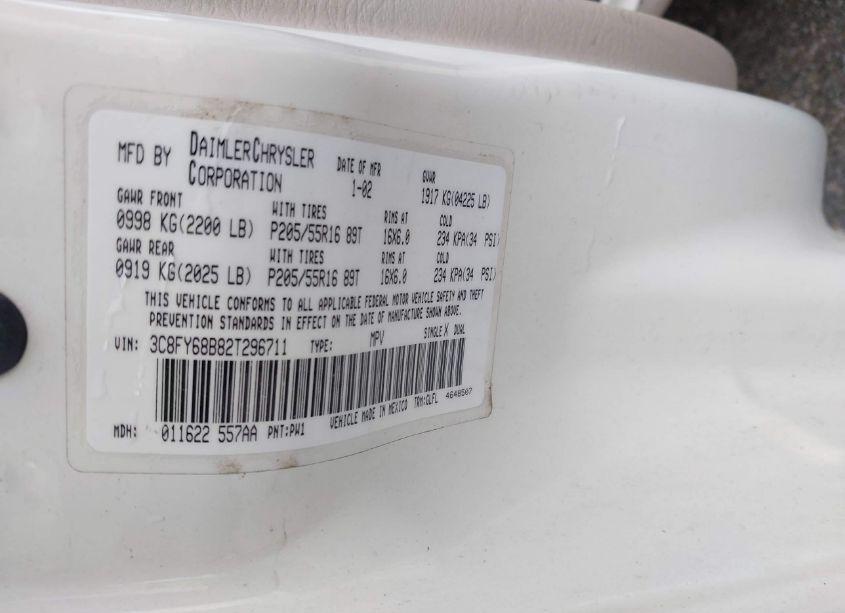 MFD BY DAIMLERCHRYSLER CORPORATION DATE OF MFR 1-02 GVWR 1917 KG(04225 LB)
GAWR FRONT WITH TIRES RIMS AT COLD
0998 KG(2200 LB) P205/55R16 89T 16X6.0 234 KPA(34 PSI)
GAWR REAR WITH TIRES RIMS AT COLD
0919 KG(2025 LB) P205/55R16 89T 16X6.0 234 KPA(34 PSI)
THIS VEHICLE CONFORMS TO ALL APPLICABLE FEDERAL MOTOR VEHICLE SAFETY AND THEFT
PREVENTION STANDARDS IN EFFECT ON THE DATE OF MANUFACTURE SHOWN ABOVE.
VIN: 3C8FY68B82T296711 TYPE: MPV SINGLE X DUAL
MDH: 011622 557AA PNT:PW1 VEHICLE MADE IN MEXICO TRM:CLFL 4648507